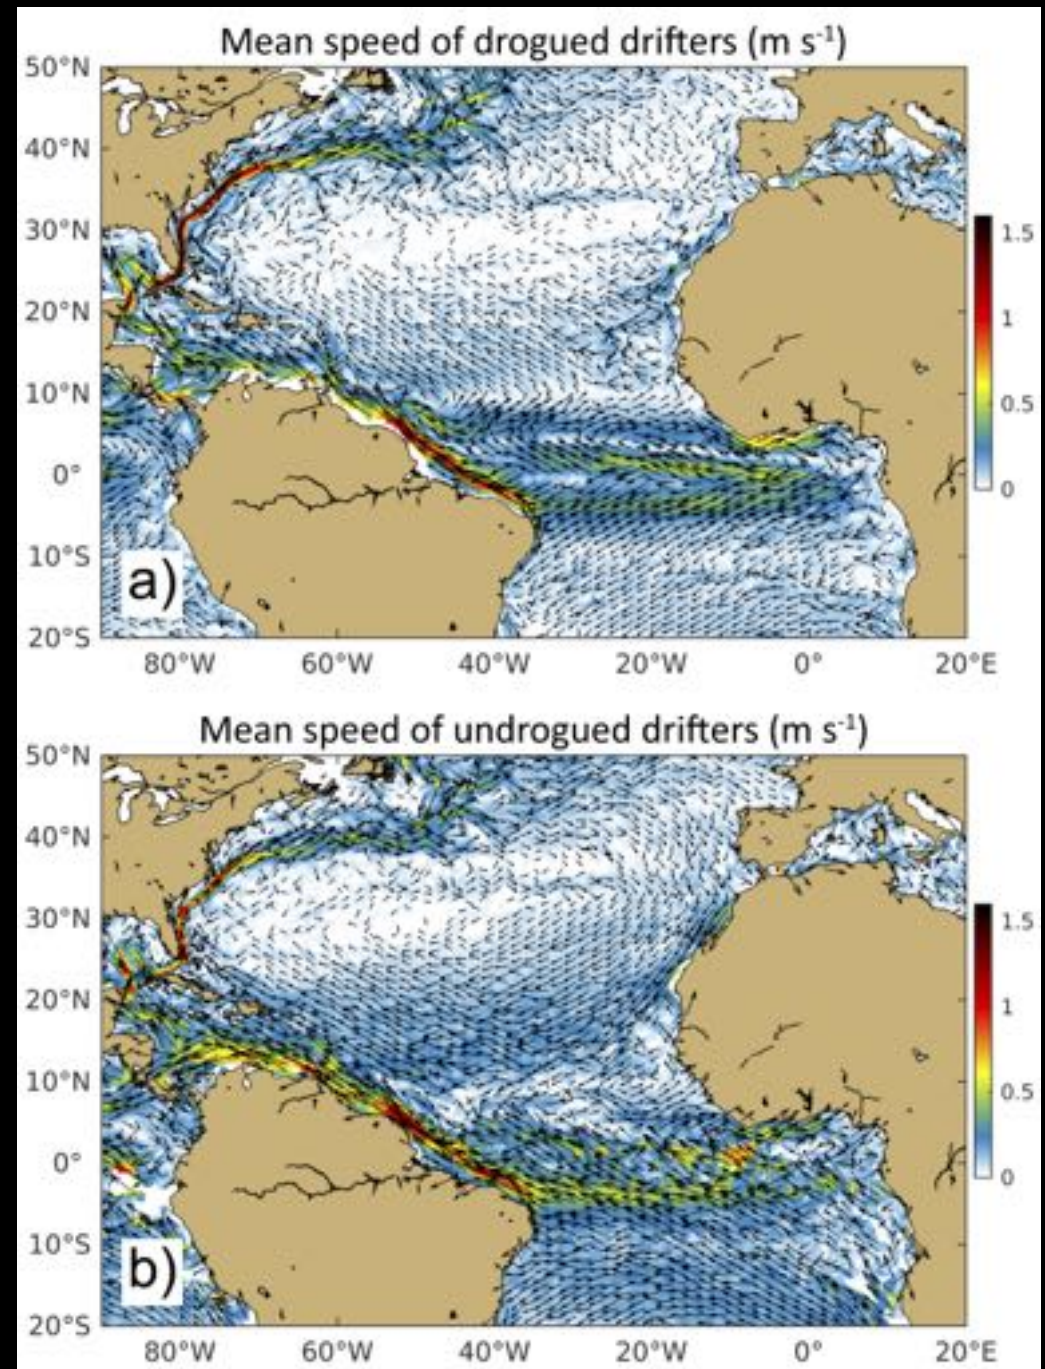 Mean speed of drogued drifters (m s⁻¹)
50°N
40°N
30°N
20°N
10°N
0°
10°S
20°S
a)
1.5
1
0.5
0
80°W 60°W 40°W 20°W 0° 20°E
Mean speed of undrogued drifters (m s⁻¹)
50°N
40°N
30°N
20°N
10°N
0°
10°S
20°S
b)
1.5
1
0.5
0
80°W 60°W 40°W 20°W 0° 20°E